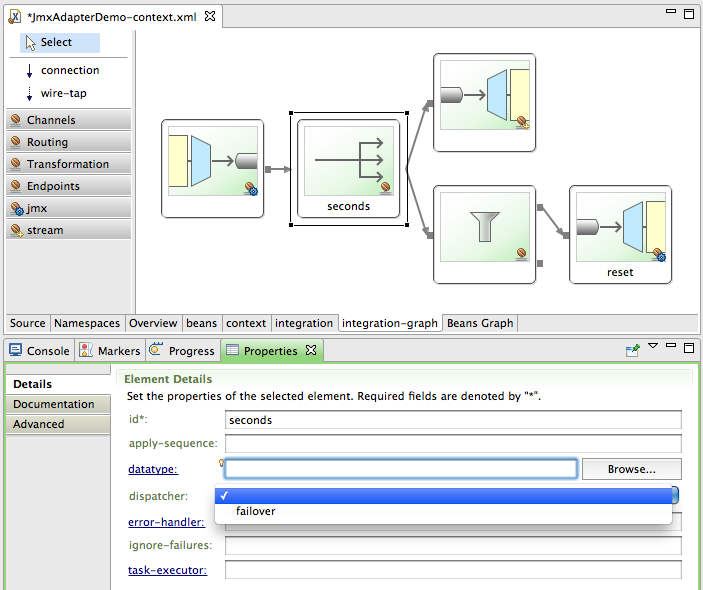 *JmxAdapterDemo-context.xml
Select
connection
wire-tap
Channels
Routing
Transformation
Endpoints
jmx
stream
seconds
reset
Source Namespaces Overview beans context integration integration-graph Beans Graph
Console Markers Progress Properties
Details
Documentation
Advanced
Element Details
Set the properties of the selected element. Required fields are denoted by "*".
id*: seconds
apply-sequence:
datatype: Browse...
dispatcher:
failover
error-handler:
ignore-failures:
task-executor: